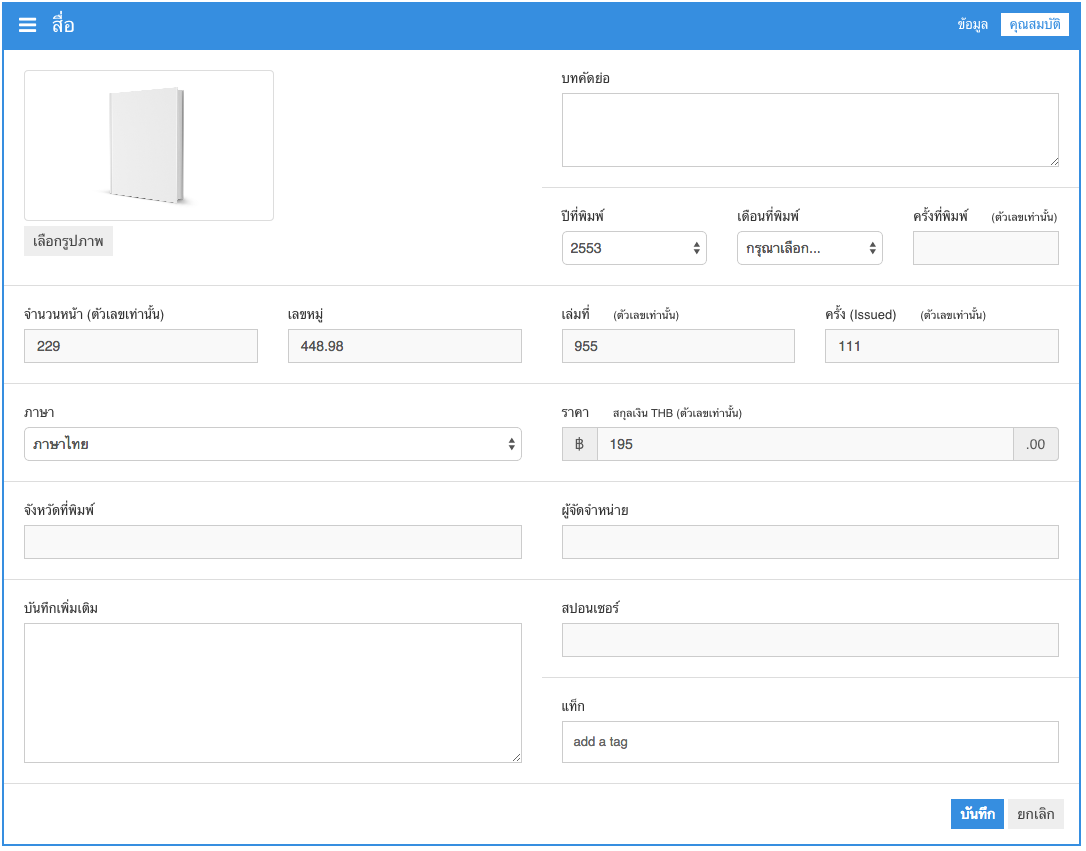 สื่อ
ข้อมูล คุณสมบัติ
เลือกรูปภาพ
บทคัดย่อ
ปีที่พิมพ์ เดือนที่พิมพ์ ครั้งที่พิมพ์ (ตัวเลขเท่านั้น)
2553 กรุณาเลือก...
จำนวนหน้า (ตัวเลขเท่านั้น) เลขหมู่ เล่มที่ (ตัวเลขเท่านั้น) ครั้ง (Issued) (ตัวเลขเท่านั้น)
229 448.98 955 111
ภาษา ราคา สกุลเงิน THB (ตัวเลขเท่านั้น)
ภาษาไทย ฿ 195 .00
จังหวัดที่พิมพ์ ผู้จัดจำหน่าย
บันทึกเพิ่มเติม สปอนเซอร์
แท็ก
add a tag
บันทึก ยกเลิก